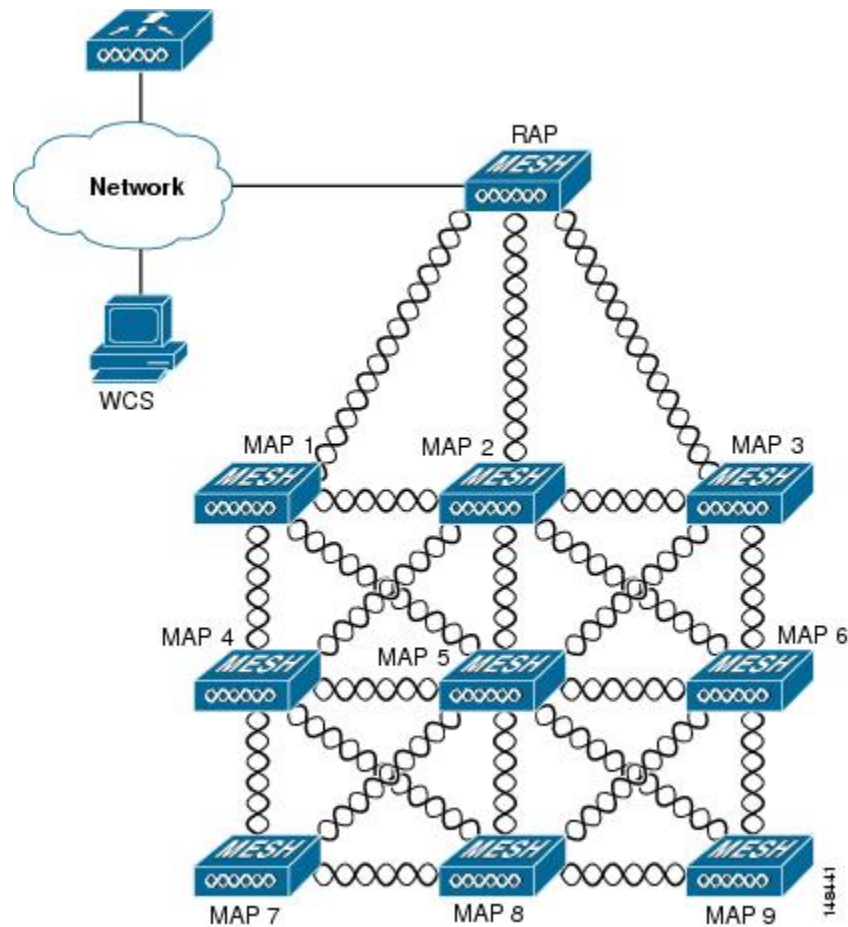 RAP
MESH
Network
WCS
MAP 1
MAP 2
MAP 3
MESH
MESH
MESH
MAP 4
MAP 5
MAP 6
MESH
MESH
MESH
MESH
MESH
MESH
MAP 7
MAP 8
MAP 9
148441